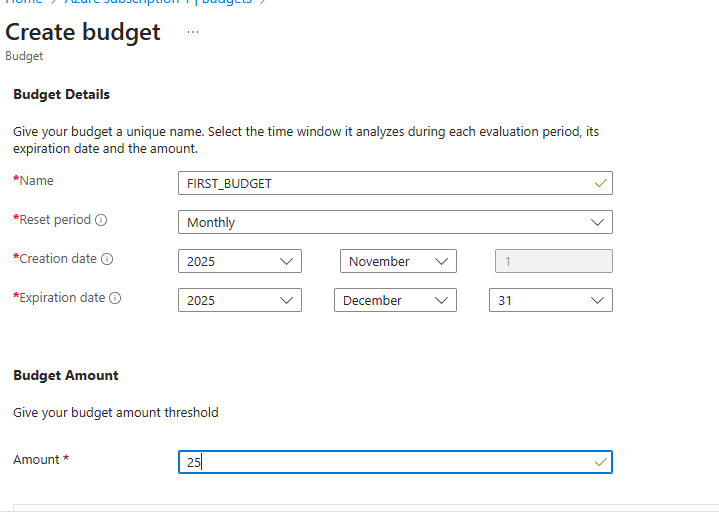 Home > Azure subscription 1 | Budgets >
Create budget ...
Budget
Budget Details
Give your budget a unique name. Select the time window it analyzes during each evaluation period, its
expiration date and the amount.
*Name FIRST_BUDGET
*Reset period Monthly
*Creation date 2025 November 1
*Expiration date 2025 December 31
Budget Amount
Give your budget amount threshold
Amount * 25